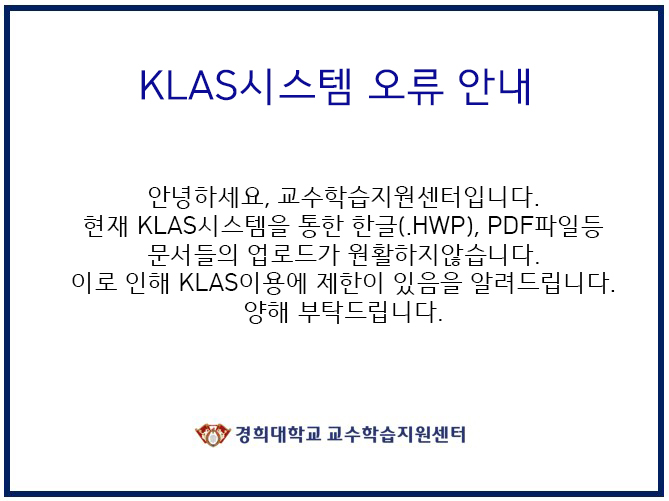 KLAS시스템 오류 안내
안녕하세요, 교수학습지원센터입니다.
현재 KLAS시스템을 통한 한글(.HWP), PDF파일등
문서들의 업로드가 원활하지않습니다.
이로 인해 KLAS이용에 제한이 있음을 알려드립니다.
양해 부탁드립니다.
경희대학교 교수학습지원센터